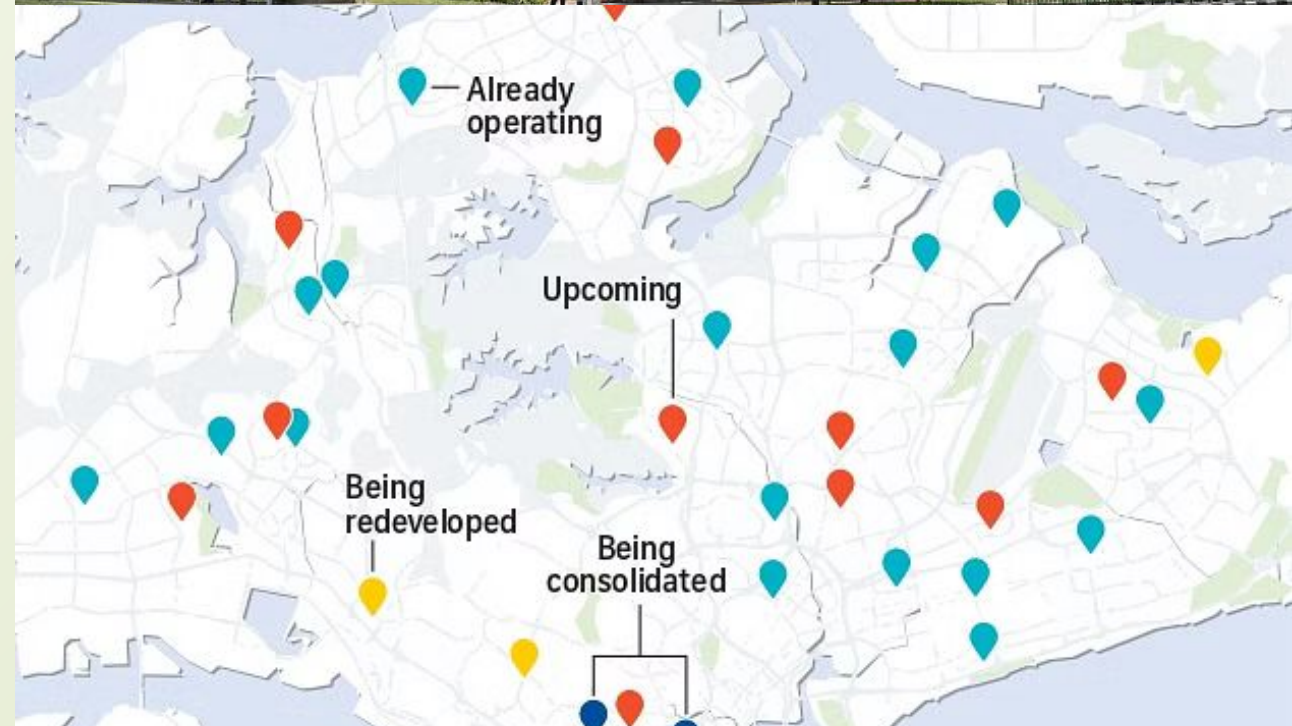 Already
operating
Upcoming
Being
redeveloped
Being
consolidated